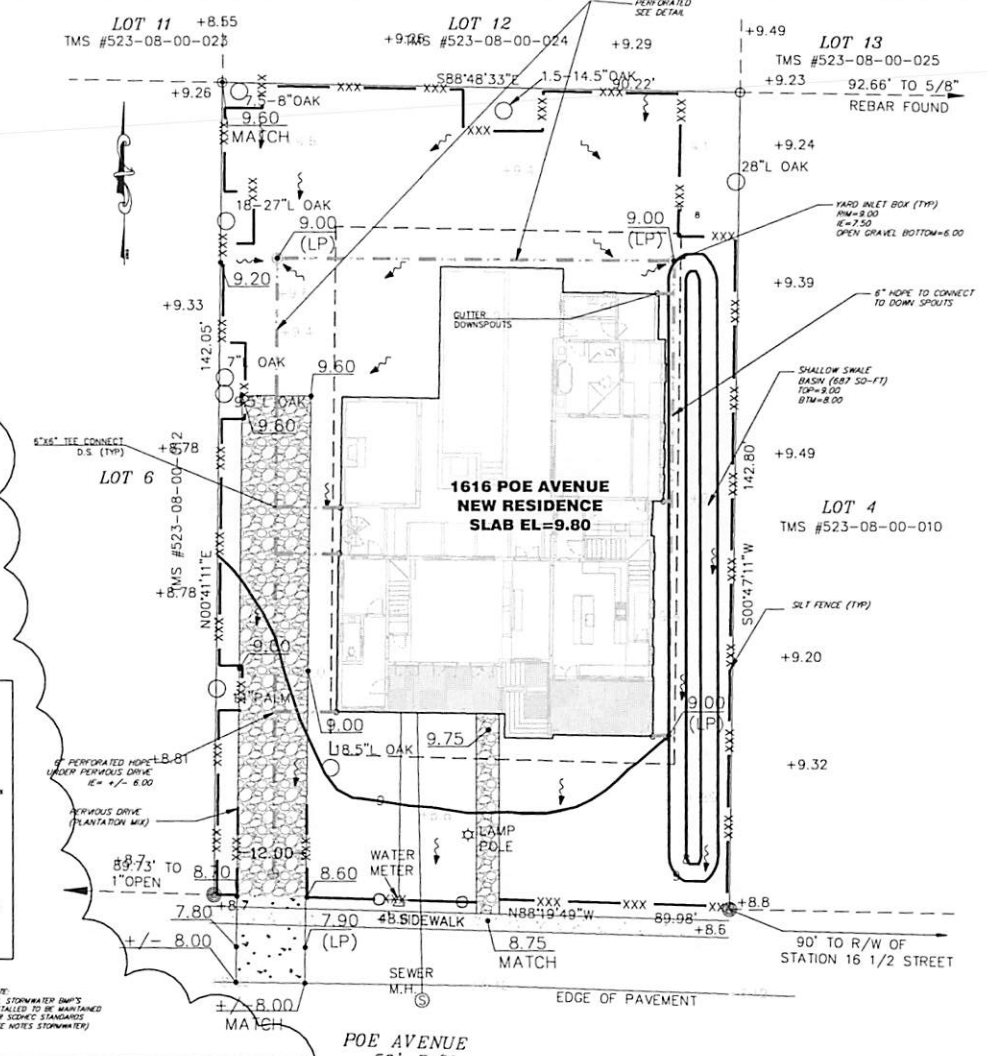 PERFORATED
SEE DETAIL
LOT 11
+8.55
TMS #523-08-00-023
LOT 12
TMS #523-08-00-024
+9.29
+9.49
LOT 13
TMS #523-08-00-025
+9.26
S88°48'33"E
1.5-14.5"OAK
90.22'
+9.23
92.66' TO 5/8"
REBAR FOUND
7.5-8"OAK
9.60
MATCH
+9.24
28"L OAK
18-27"L OAK
9.00
(LP)
9.00
(LP)
8
YARD INLET BOX (TYP)
RIM=9.00
IE=7.50
OPEN GRAVEL BOTTOM=6.00
9.20
+9.39
6" HDPE TO CONNECT
TO DOWN SPOUTS
+9.33
142.05'
GUTTER
DOWNSPOUTS
7" OAK
9.60
SHALLOW SWALE
BASIN (687 SQ-FT)
TOP=9.00
BTM=8.00
9.5"L OAK
9.60
6"X6" TEE CONNECT
D.S. (TYP)
+8.78
LOT 6
142.80'
+9.49
1616 POE AVENUE
NEW RESIDENCE
SLAB EL=9.80
LOT 4
TMS #523-08-00-010
+8.78
N00°41'11"E
S00°47'11"W
SILT FENCE (TYP)
9.00
+9.20
PALM
9.00
18.5"L OAK
9.75
9.00
(LP)
6" PERFORATED HDPE
UNDER PERVIOUS DRIVE
IE= +/- 6.00
+8.81
+9.32
PERVIOUS DRIVE
(PLANTATION MIX)
9
LAMP
POLE
12.00
WATER
METER
8
9
89.73' TO
1"OPEN
8.70
8.60
+8.7
SIDEWALK
N88°19'49"W
89.98'
+8.8
+8.6
7.80
7.90
(LP)
+/- 8.00
8.75
MATCH
90' TO R/W OF
STATION 16 1/2 STREET
SEWER
M.H.
S
EDGE OF PAVEMENT
+/-8.00
MATCH
STORMWATER BMP'S
TO BE MAINTAINED
SCDHEC STANDARDS
NOTES STORMWATER)
POE AVENUE